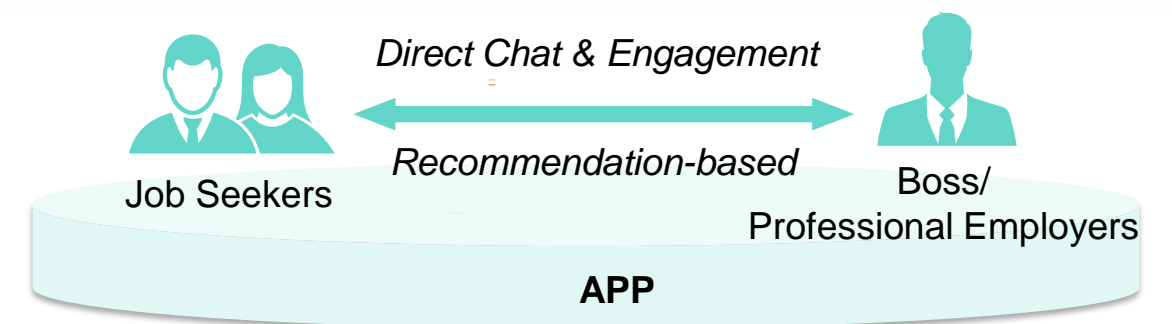 Direct Chat & Engagement
Recommendation-based
Job Seekers
Boss/
Professional Employers
APP